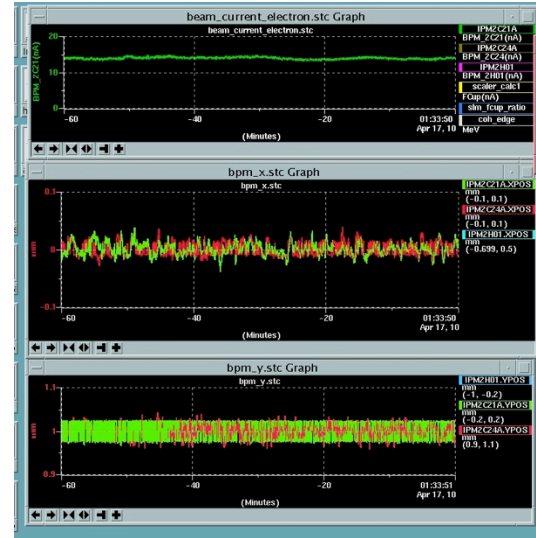 beam_current_electron.stc Graph
beam_current_electron.stc
20
10
0
BPM_2C21(nA)
-60
-40
-20
01:33:50
Apr 17, 10
(Minutes)
IPM2C21A
BPM_2C21(nA)
IPM2C24A
BPM_2C24(nA)
IPM2H01
BPM_2H01(nA)
scaler_calc1
FCup(nA)
slm_fcup_ratio
coh_edge
MeV
bpm_x.stc Graph
bpm_x.stc
0.1
0
-0.1
mm
-60
-40
-20
01:33:50
Apr 17, 10
(Minutes)
IPM2C21A.XPOS
mm
(-0.1, 0.1)
IPM2C24A.XPOS
mm
(-0.1, 0.1)
IPM2H01.XPOS
mm
(-0.699, 0.5)
bpm_y.stc Graph
bpm_y.stc
1.1
1
0.9
mm
-60
-40
-20
01:33:51
Apr 17, 10
(Minutes)
IPM2H01.YPOS
mm
(-1, -0.2)
IPM2C21A.YPOS
mm
(-0.2, 0.2)
IPM2C24A.YPOS
mm
(0.9, 1.1)